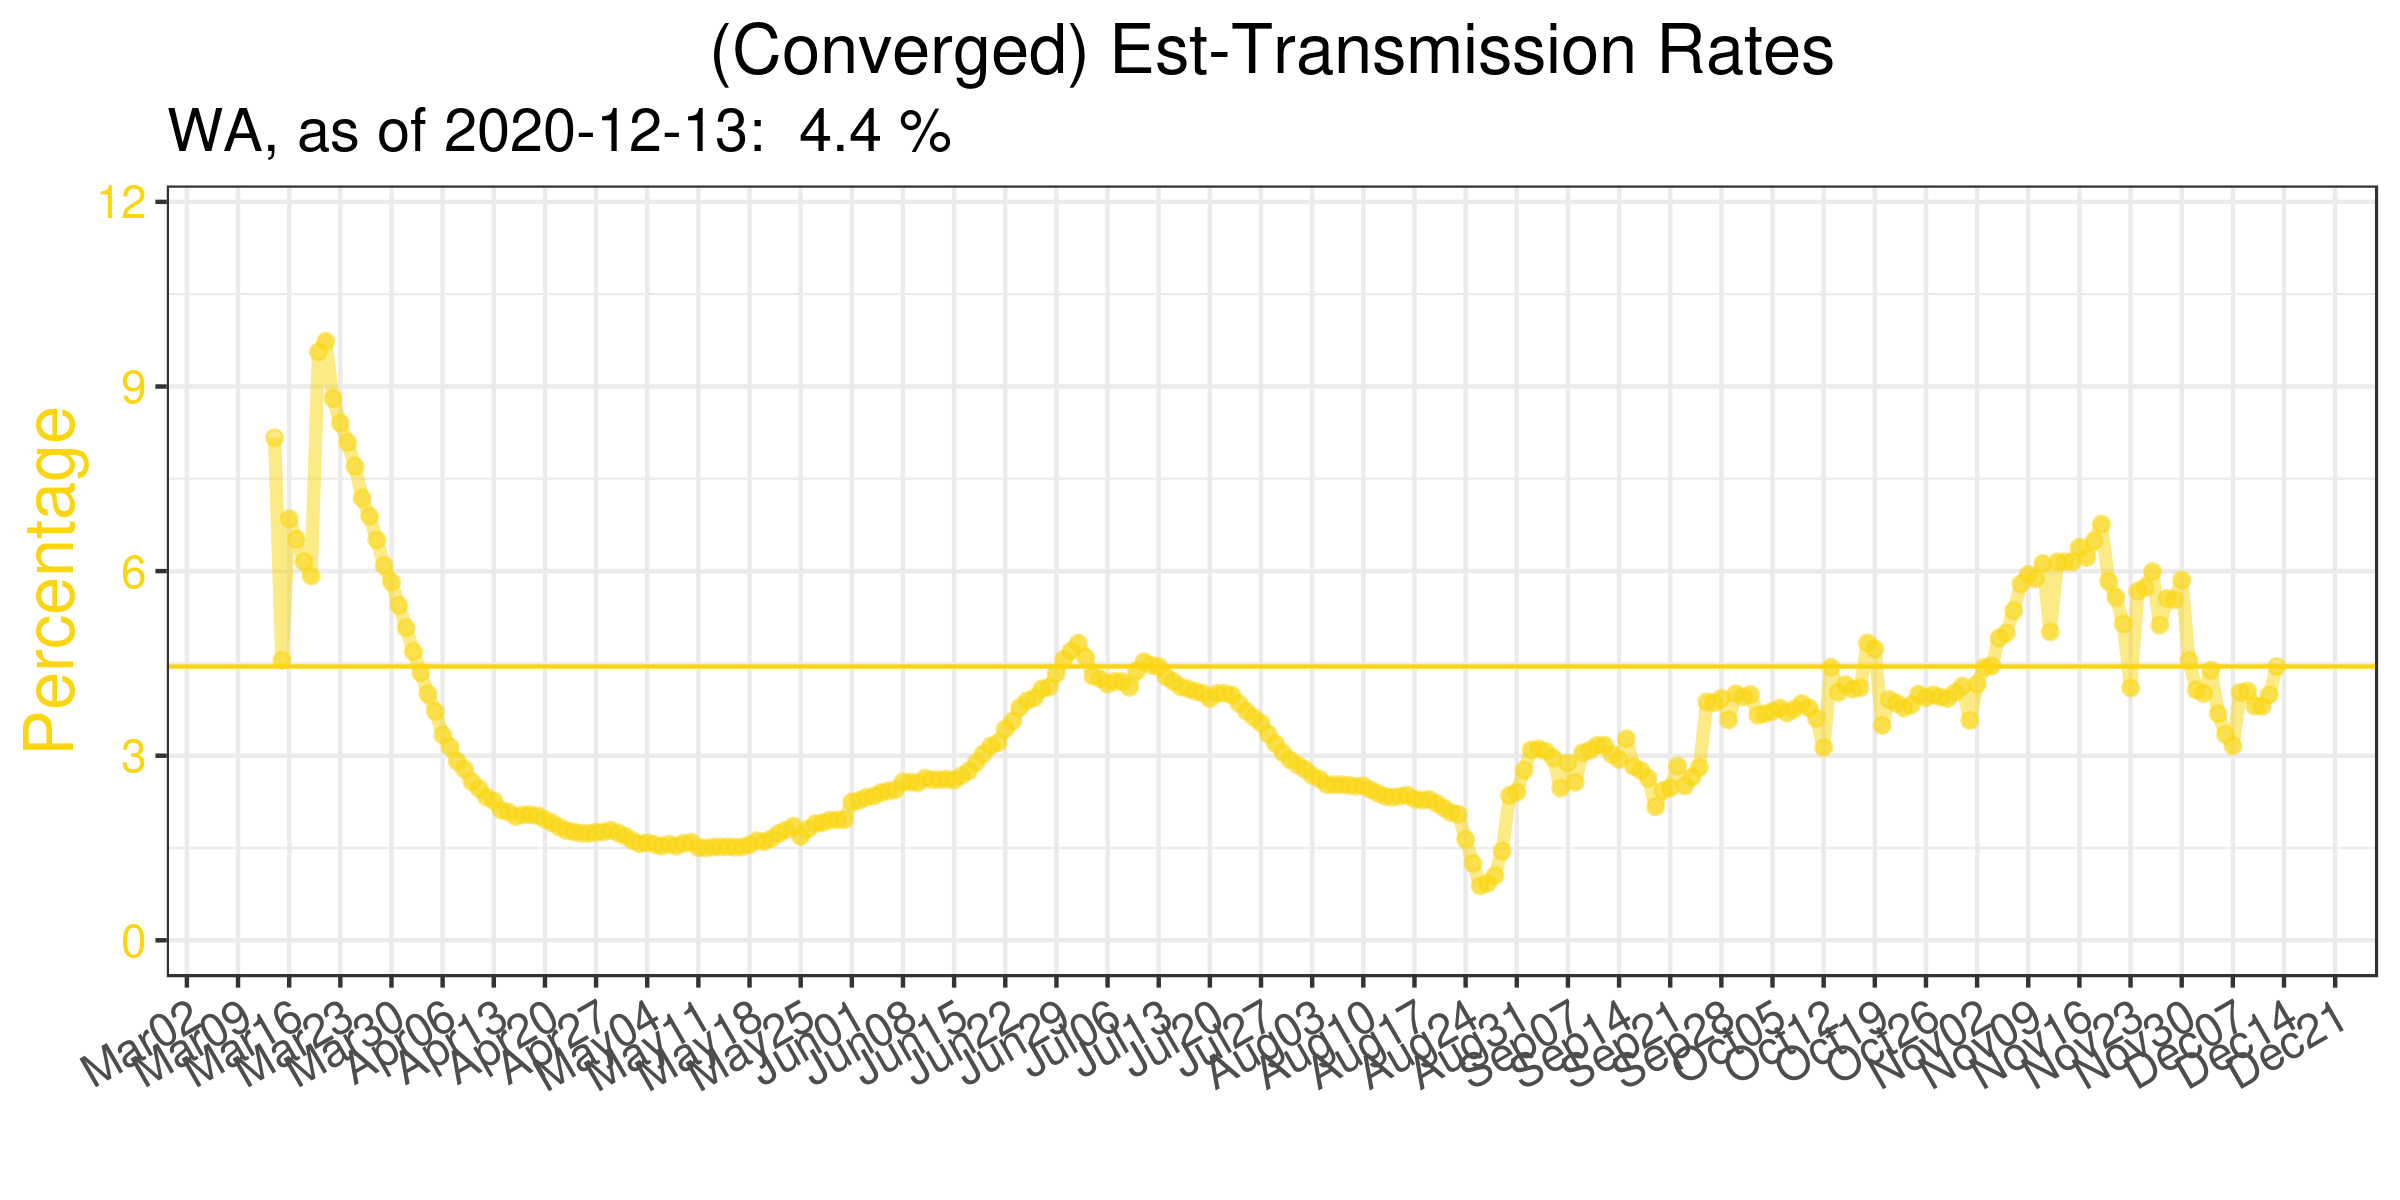 (Converged) Est-Transmission Rates
WA, as of 2020-12-13:  4.4 %
Percentage
12
9
6
3
0
Mar02
Mar09
Mar16
Mar23
Mar30
Apr06
Apr13
Apr20
Apr27
May04
May11
May18
May25
Jun01
Jun08
Jun15
Jun22
Jun29
Jul06
Jul13
Jul20
Jul27
Aug03
Aug10
Aug17
Aug24
Aug31
Sep07
Sep14
Sep21
Sep28
Oct05
Oct12
Oct19
Oct26
Nov02
Nov09
Nov16
Nov23
Nov30
Dec07
Dec14
Dec21